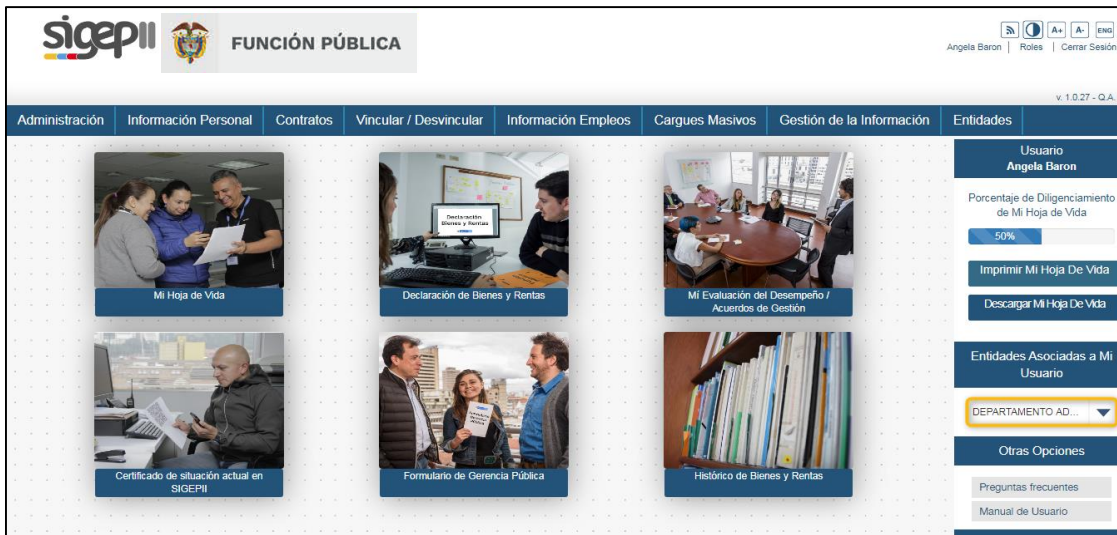 sigepII
FUNCIÓN PÚBLICA
A+ A- ENG
Angela Baron | Roles | Cerrar Sesión
v. 1.0.27 - Q.A.
Administración Información Personal Contratos Vincular / Desvincular Información Empleos Cargues Masivos Gestión de la Información Entidades
Declaración
Bienes y Rentas
Mi Hoja de Vida
Declaración de Bienes y Rentas
Mí Evaluación del Desempeño /
Acuerdos de Gestión
Certificado de situación actual en
SIGEPII
Formulario de Gerencia Pública
Histórico de Bienes y Rentas
Usuario
Angela Baron
Porcentaje de Diligenciamiento
de Mi Hoja de Vida
50%
Imprimir Mi Hoja De Vida
Descargar Mi Hoja De Vida
Entidades Asociadas a Mi
Usuario
DEPARTAMENTO AD...
Otras Opciones
Preguntas frecuentes
Manual de Usuario